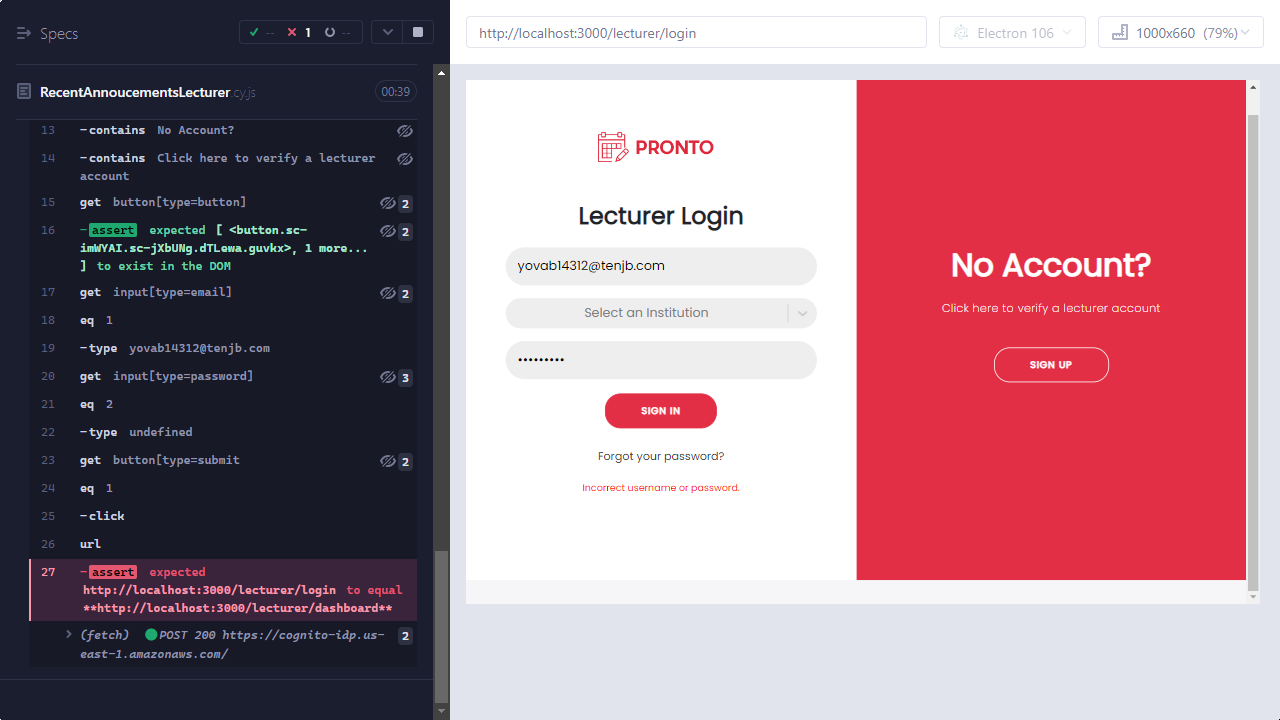 Specs
-- 1 --
http://localhost:3000/lecturer/login
Electron 106
1000x660 (79%)
RecentAnnoucementsLecturer.cy.js
00:39
13 -contains No Account?
14 -contains Click here to verify a lecturer
account
15 get button[type=button] 2
16 -assert expected [ <button.sc- 2
imWYAI.sc-jXbUNg.dTLewa.guvkx>, 1 more...
] to exist in the DOM
17 get input[type=email] 2
18 eq 1
19 -type yovab14312@tenjb.com
20 get input[type=password] 3
21 eq 2
22 -type undefined
23 get button[type=submit 2
24 eq 1
25 -click
26 url
27 -assert expected
http://localhost:3000/lecturer/login to equal
**http://localhost:3000/lecturer/dashboard**
(fetch) POST 200 https://cognito-idp.us- 2
east-1.amazonaws.com/
PRONTO
Lecturer Login
yovab14312@tenjb.com
Select an Institution
•••••••••
SIGN IN
Forgot your password?
Incorrect username or password.
No Account?
Click here to verify a lecturer account
SIGN UP